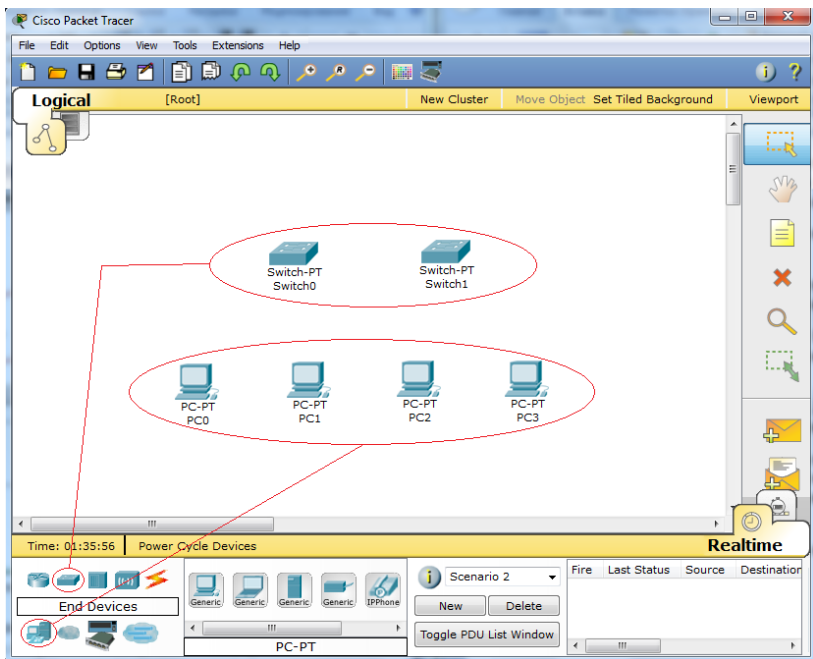 Cisco Packet Tracer
File Edit Options View Tools Extensions Help
Logical [Root] New Cluster Move Object Set Tiled Background Viewport
Switch-PT Switch-PT
Switch0 Switch1
PC-PT PC-PT PC-PT PC-PT
PC0 PC1 PC2 PC3
Time: 01:35:56 Power Cycle Devices Realtime
End Devices
Generic Generic Generic Generic IPPhone
PC-PT
Scenario 2
New Delete
Toggle PDU List Window
Fire Last Status Source Destination